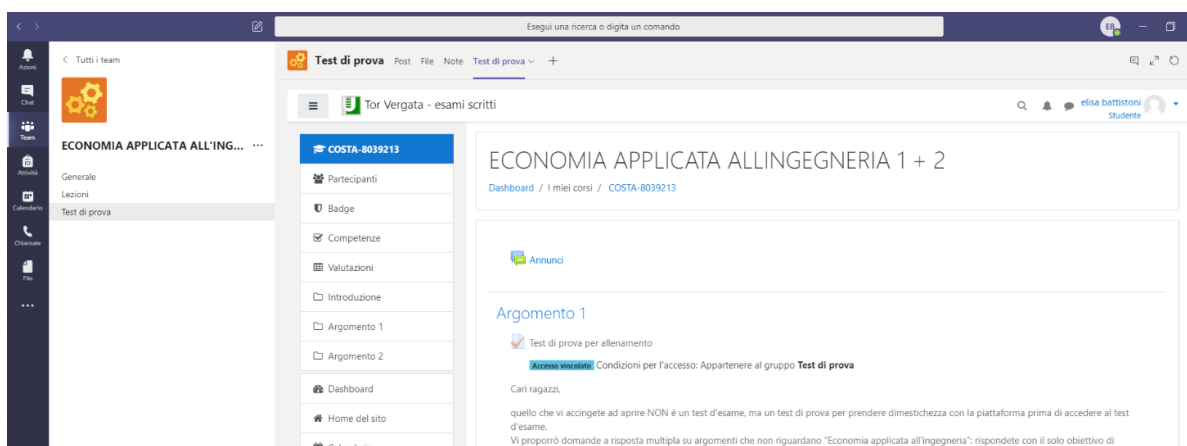 Esegui una ricerca o digita un comando
EB
Azioni
Chat
Team
Attività
Calendario
Chiamate
File
Tutti i team
ECONOMIA APPLICATA ALL'ING... ...
Generale
Lezioni
Test di prova
Test di prova Post File Note Test di prova
Tor Vergata - esami scritti
elisa battistoni
Studente
COSTA-8039213
Partecipanti
Badge
Competenze
Valutazioni
Introduzione
Argomento 1
Argomento 2
Dashboard
Home del sito
ECONOMIA APPLICATA ALLINGEGNERIA 1 + 2
Dashboard / I miei corsi / COSTA-8039213
Annunci
Argomento 1
Test di prova per allenamento
Accesso vincolato Condizioni per l'accesso: Appartenere al gruppo Test di prova
Cari ragazzi,
quello che vi accingete ad aprire NON è un test d'esame, ma un test di prova per prendere dimestichezza con la piattaforma prima di accedere al test
d'esame.
Vi proporrò domande a risposta multipla su argomenti che non riguardano "Economia applicata all'ingegneria": rispondete con il solo obiettivo di